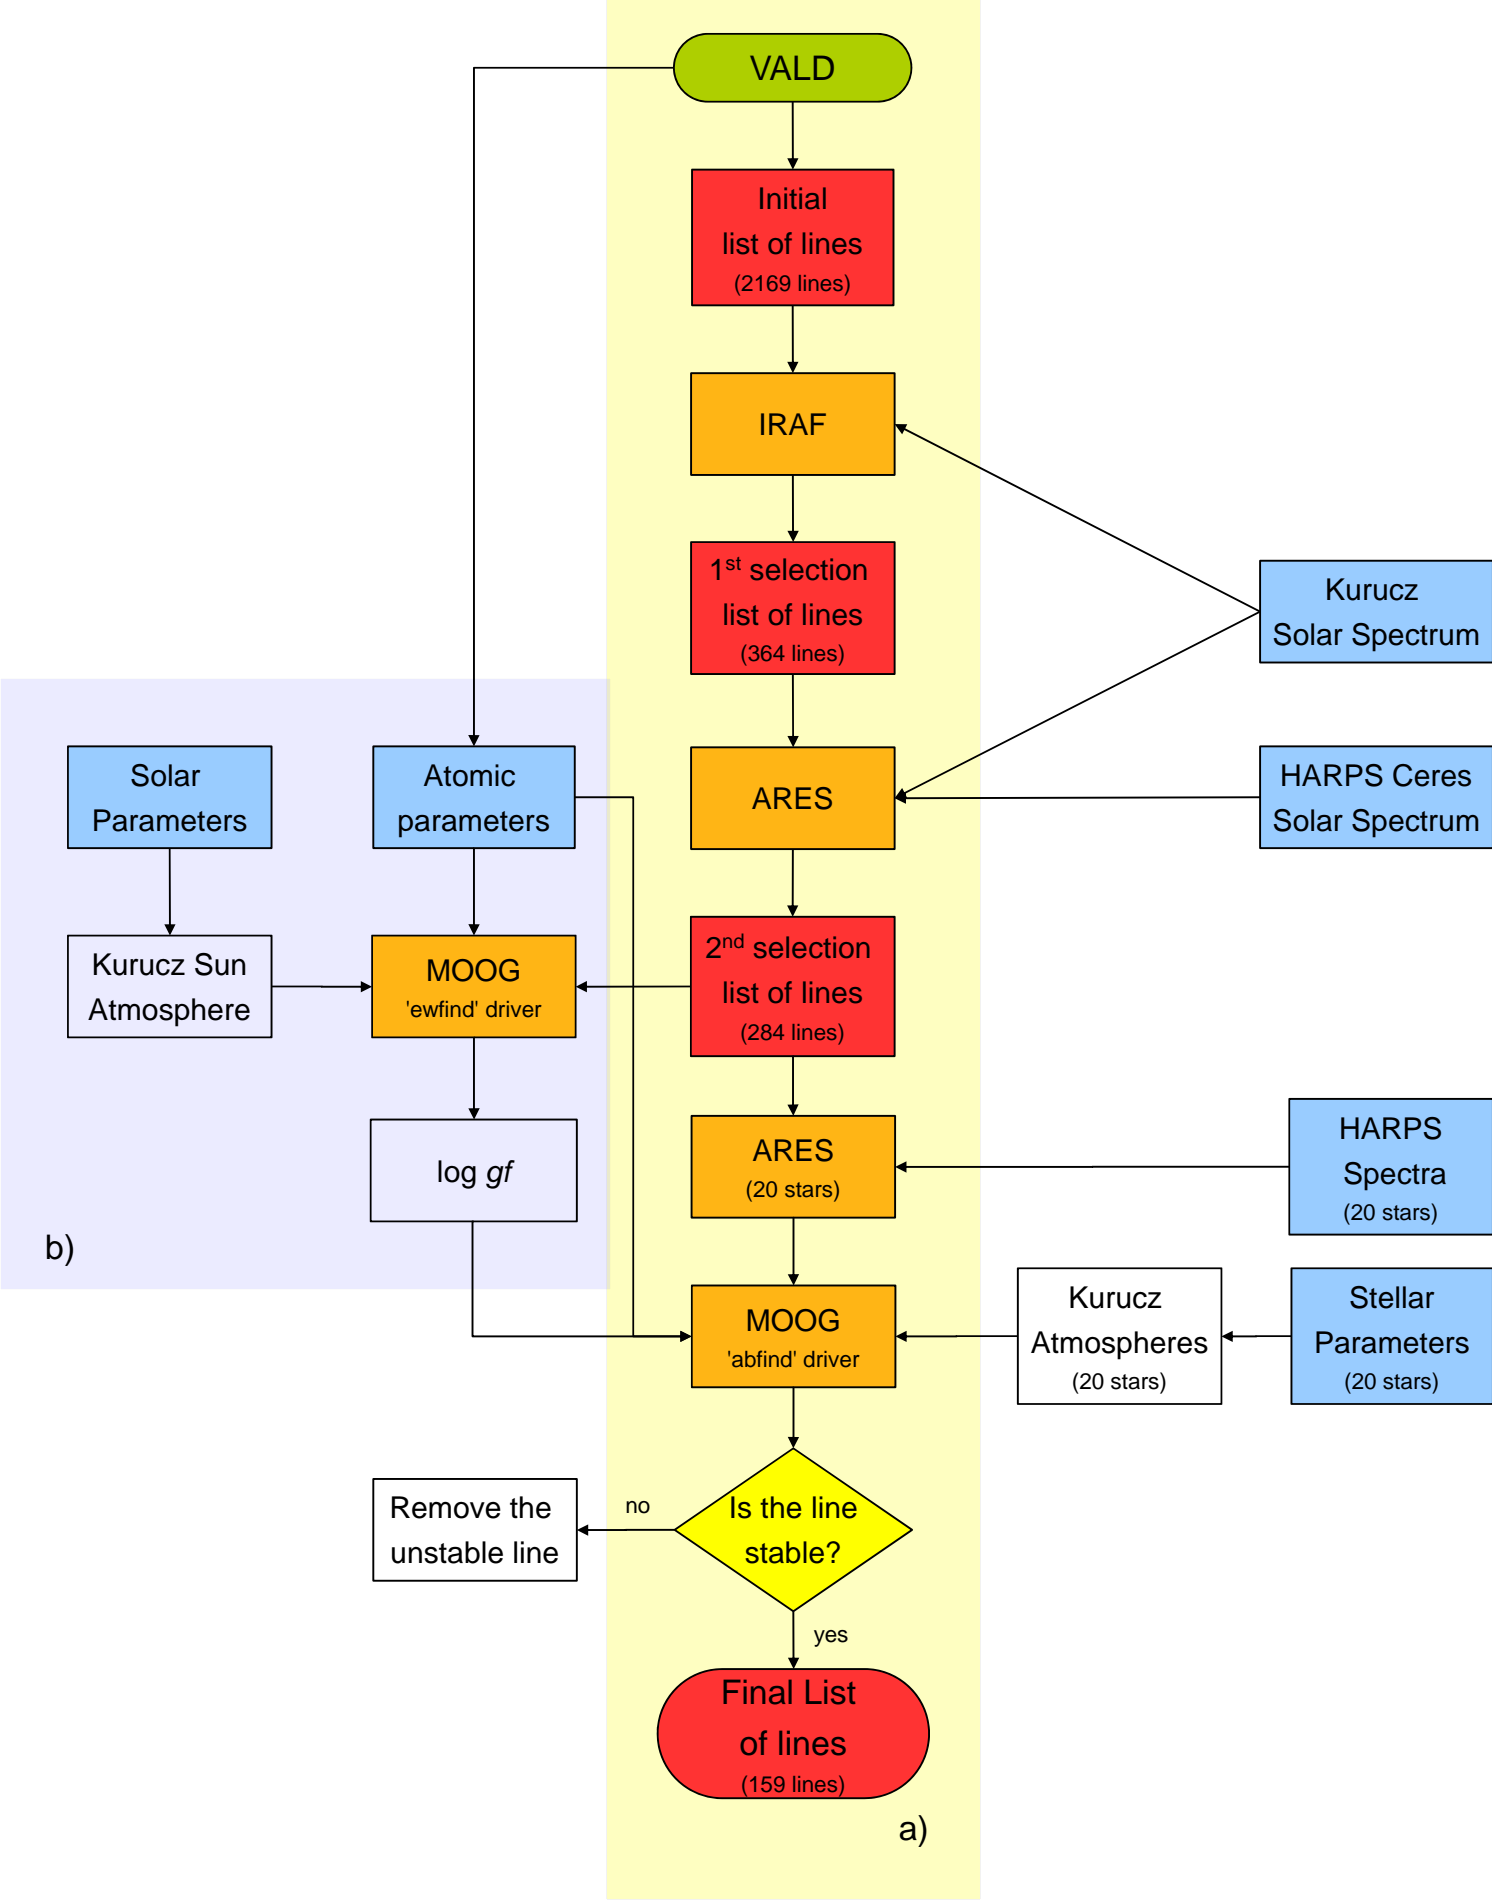 VALD
Initial
list of lines
(2169 lines)
IRAF
1st selection
list of lines
(364 lines)
Kurucz
Solar Spectrum
Solar
Parameters
Atomic
parameters
ARES
HARPS Ceres
Solar Spectrum
Kurucz Sun
Atmosphere
MOOG
'ewfind' driver
2nd selection
list of lines
(284 lines)
log gf
ARES
(20 stars)
HARPS
Spectra
(20 stars)
b)
MOOG
'abfind' driver
Kurucz
Atmospheres
(20 stars)
Stellar
Parameters
(20 stars)
Remove the
unstable line
no
Is the line
stable?
yes
Final List
of lines
(159 lines)
a)